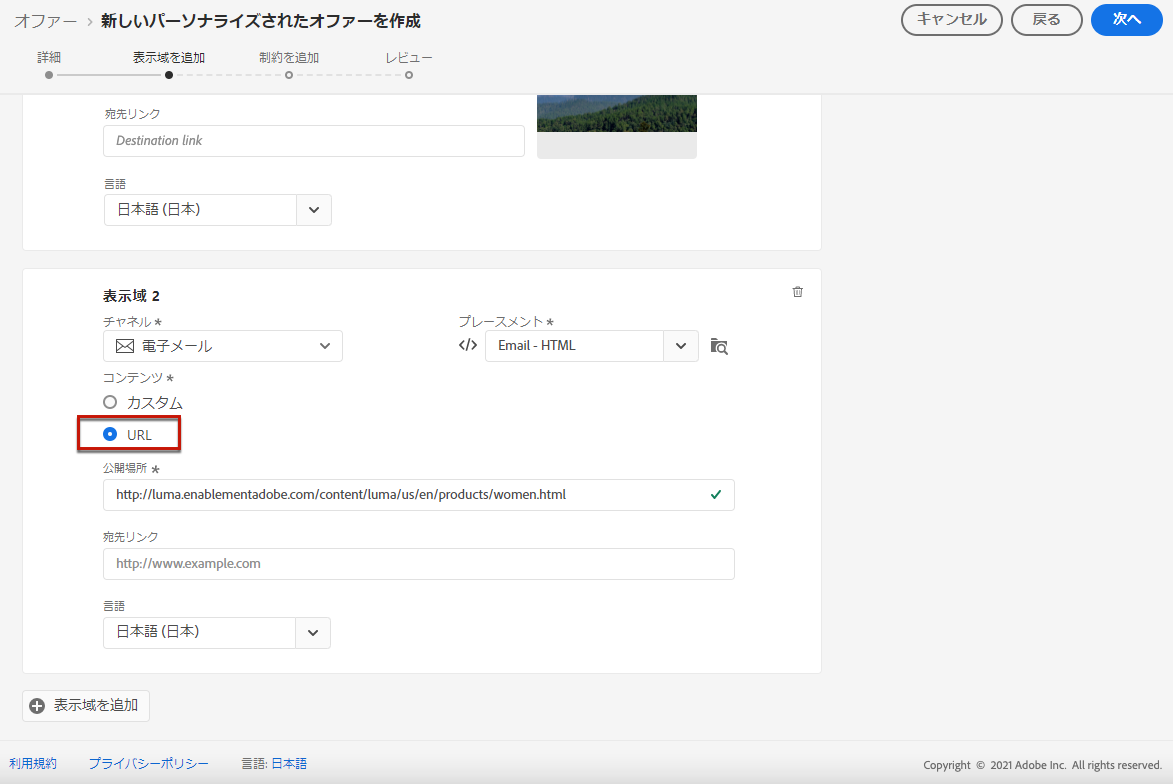 オファー > 新しいパーソナライズされたオファーを作成
キャンセル 戻る 次へ
詳細 表示域を追加 制約を追加 レビュー
宛先リンク
Destination link
言語
日本語 (日本)
表示域 2
チャネル * プレースメント *
電子メール </> Email - HTML
コンテンツ *
カスタム
URL
公開場所 *
http://luma.enablementadobe.com/content/luma/us/en/products/women.html
宛先リンク
http://www.example.com
言語
日本語 (日本)
表示域を追加
利用規約 プライバシーポリシー 言語: 日本語 Copyright © 2021 Adobe Inc. All rights reserved.